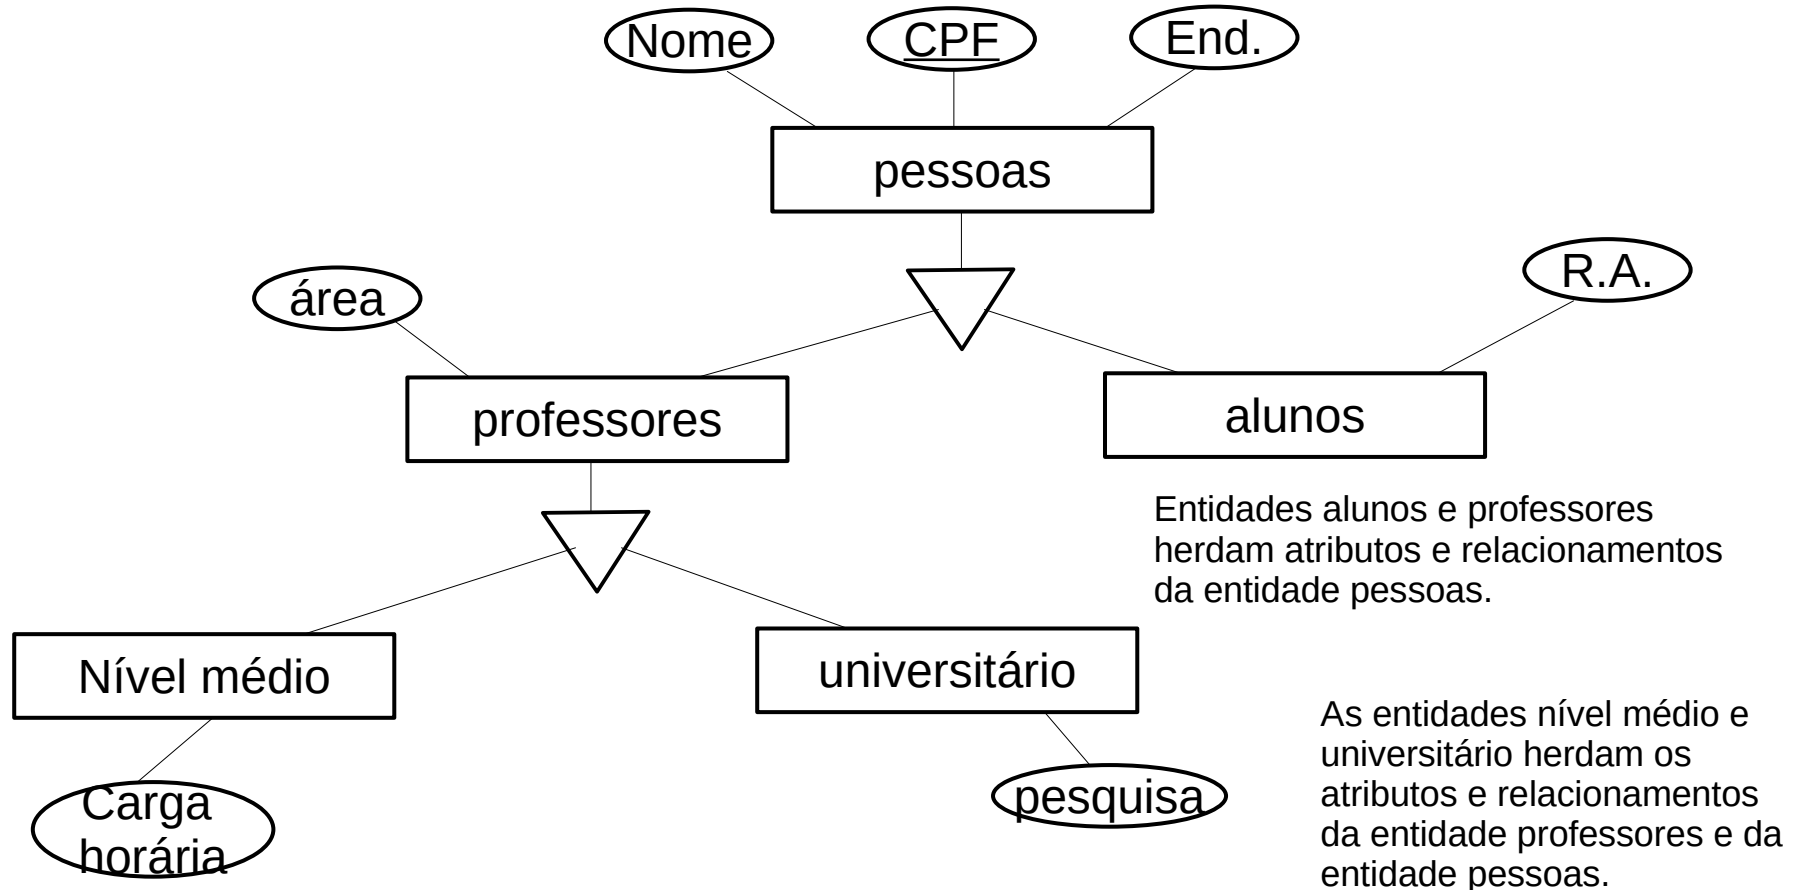 Nome
CPF
End.
pessoas
área
R.A.
professores
alunos
Entidades alunos e professores
herdam atributos e relacionamentos
da entidade pessoas.
Nível médio
universitário
As entidades nível médio e
universitário herdam os
atributos e relacionamentos
da entidade professores e da
entidade pessoas.
Carga
horária
pesquisa